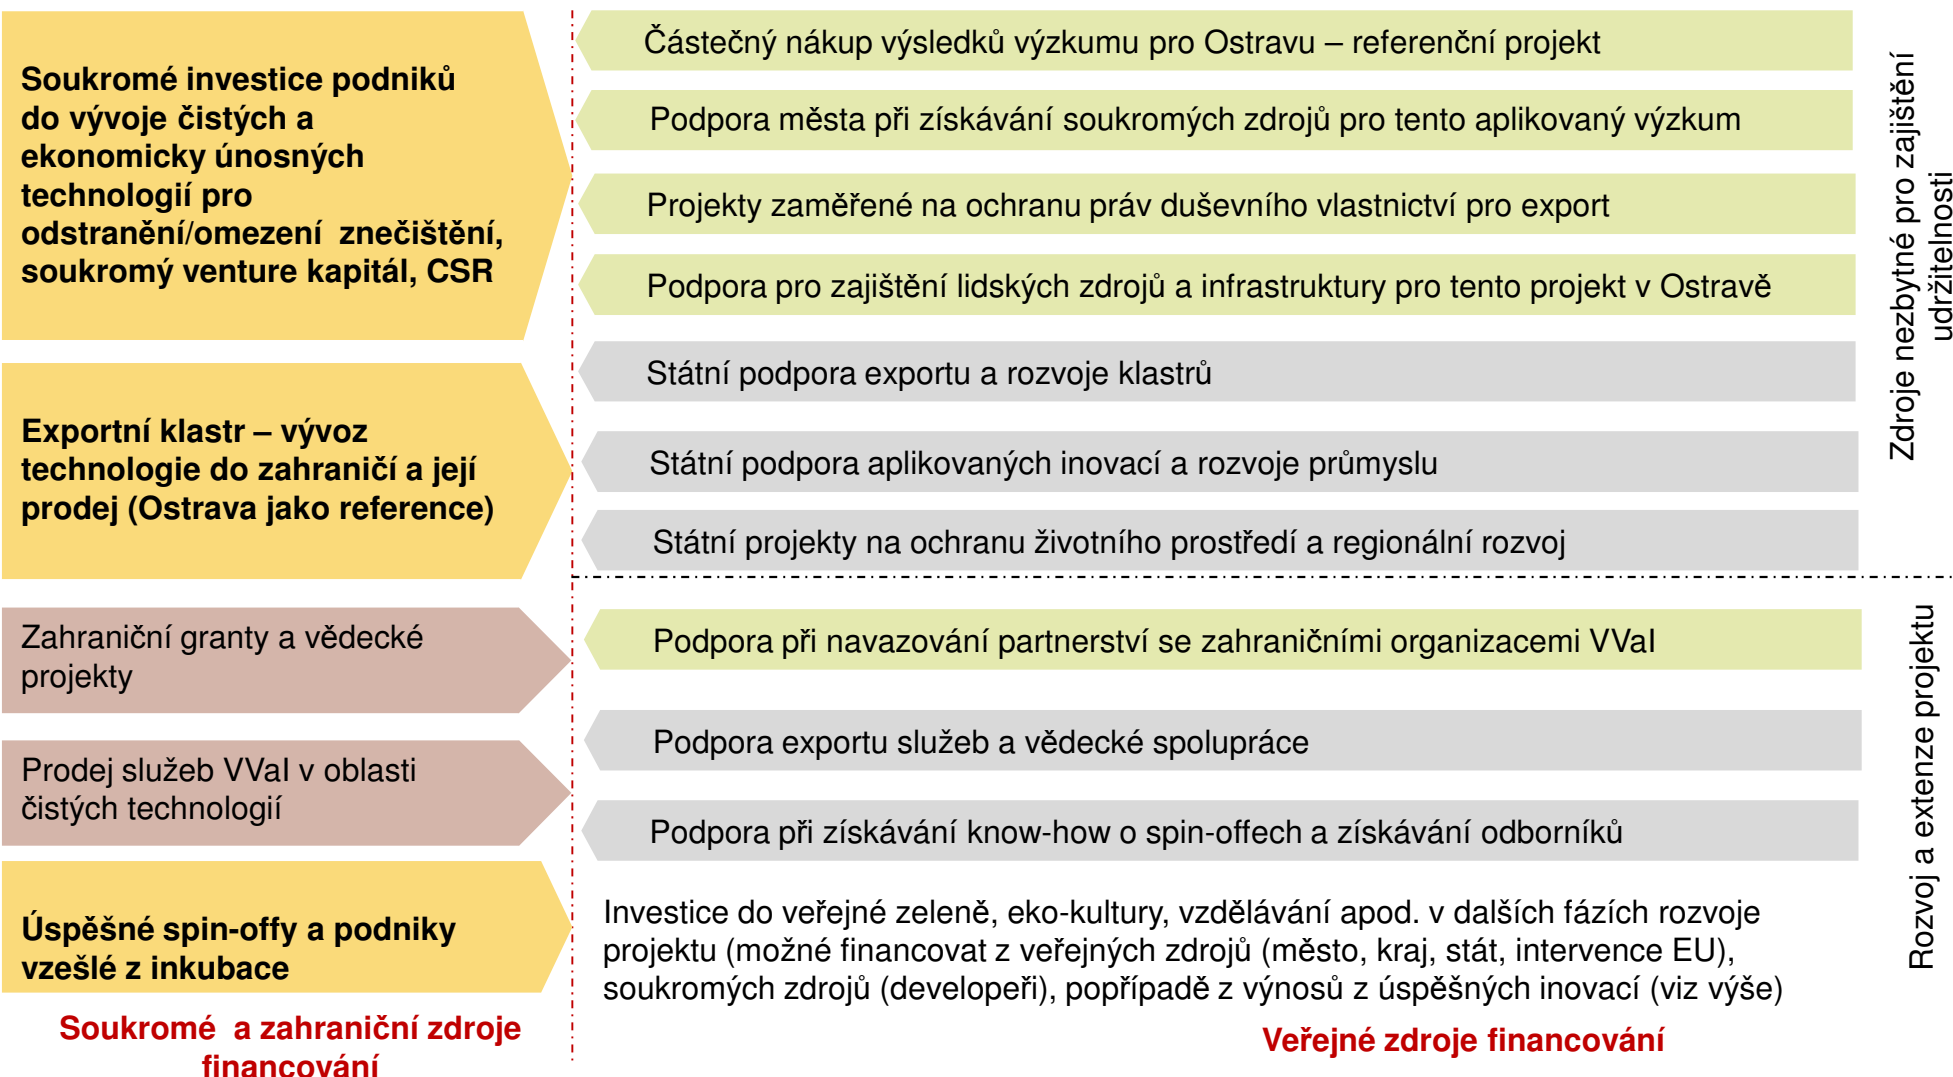 Soukromé investice podniků
do vývoje čistých a
ekonomicky únosných
technologií pro
odstranění/omezení  znečištění,
soukromý venture kapitál, CSR
Exportní klastr – vývoz
technologie do zahraničí a její
prodej (Ostrava jako reference)
Zahraniční granty a vědecké
projekty
Prodej služeb VVaI v oblasti
čistých technologií
Úspěšné spin-offy a podniky
vzešlé z inkubace
Soukromé  a zahraniční zdroje
financování
Částečný nákup výsledků výzkumu pro Ostravu – referenční projekt
Podpora města při získávání soukromých zdrojů pro tento aplikovaný výzkum
Projekty zaměřené na ochranu práv duševního vlastnictví pro export
Podpora pro zajištění lidských zdrojů a infrastruktury pro tento projekt v Ostravě
Státní podpora exportu a rozvoje klastrů
Státní podpora aplikovaných inovací a rozvoje průmyslu
Státní projekty na ochranu životního prostředí a regionální rozvoj
Podpora při navazování partnerství se zahraničními organizacemi VVaI
Podpora exportu služeb a vědecké spolupráce
Podpora při získávání know-how o spin-offech a získávání odborníků
Investice do veřejné zeleně, eko-kultury, vzdělávání apod. v dalších fázích rozvoje
projektu (možné financovat z veřejných zdrojů (město, kraj, stát, intervence EU),
soukromých zdrojů (developeři), popřípadě z výnosů z úspěšných inovací (viz výše)
Veřejné zdroje financování
Zdroje nezbytné pro zajištění
udržitelnosti
Rozvoj a extenze projektu